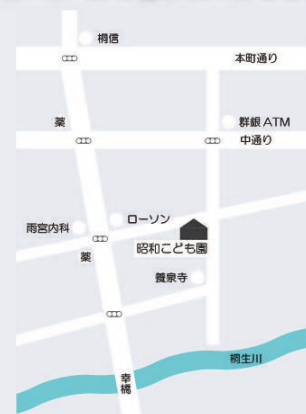 桐信
本町通り
薬
群銀ATM
中通り
ローソン
雨宮内科
昭和こども園
薬
養泉寺
桐生川
幸橋